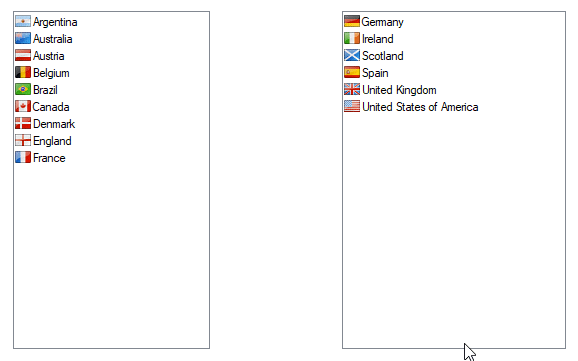 Argentina
Australia
Austria
Belgium
Brazil
Canada
Denmark
England
France
Germany
Ireland
Scotland
Spain
United Kingdom
United States of America